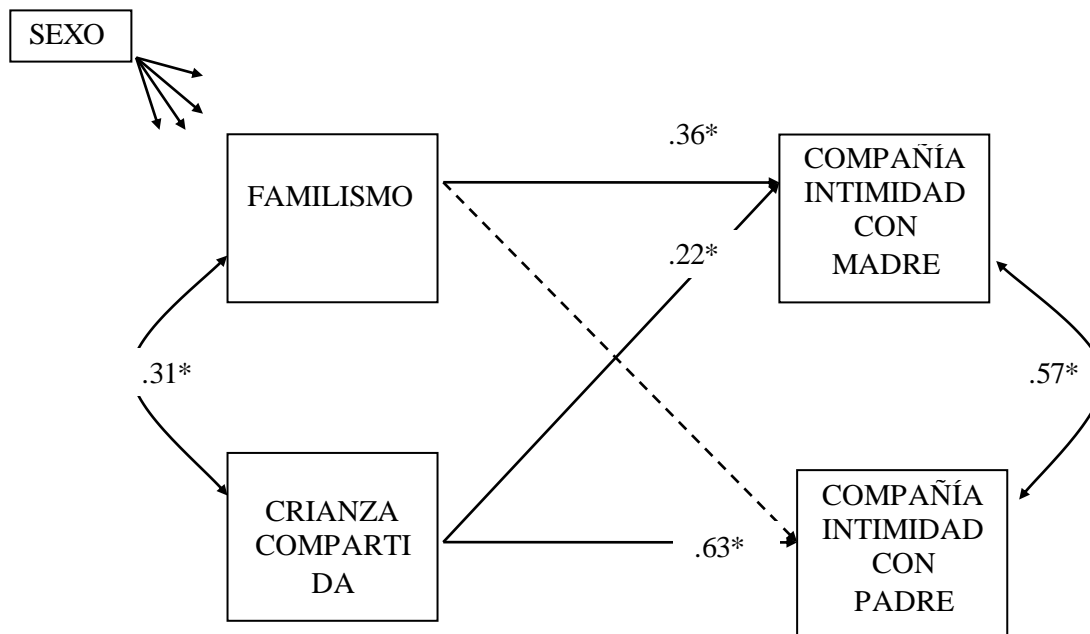 SEXO
.36*
FAMILISMO
COMPAÑÍA
INTIMIDAD
CON
MADRE
.22*
.31*
.57*
CRIANZA
COMPARTI
DA
.63*
COMPAÑÍA
INTIMIDAD
CON
PADRE